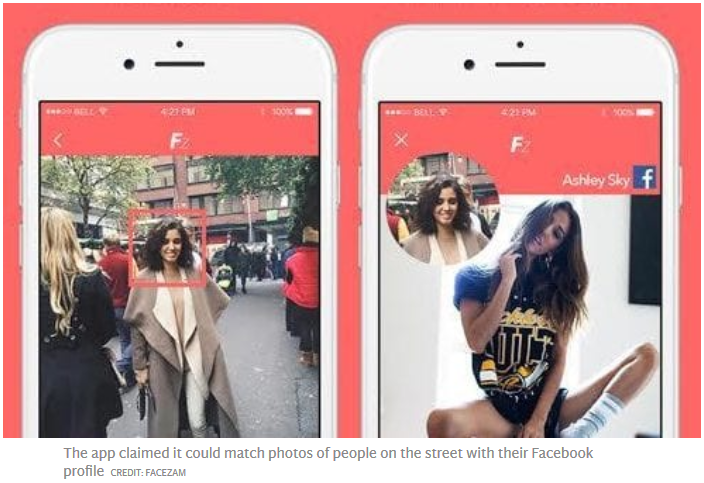 BELL 4:21 PM 100%
BELL 4:21 PM 100%
Fz
Fz
Ashley Sky f
The app claimed it could match photos of people on the street with their Facebook
profile CREDIT: FACEZAM